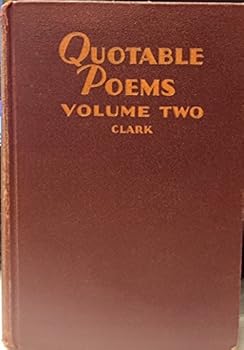 QUOTABLE
POEMS
VOLUME TWO
CLARK